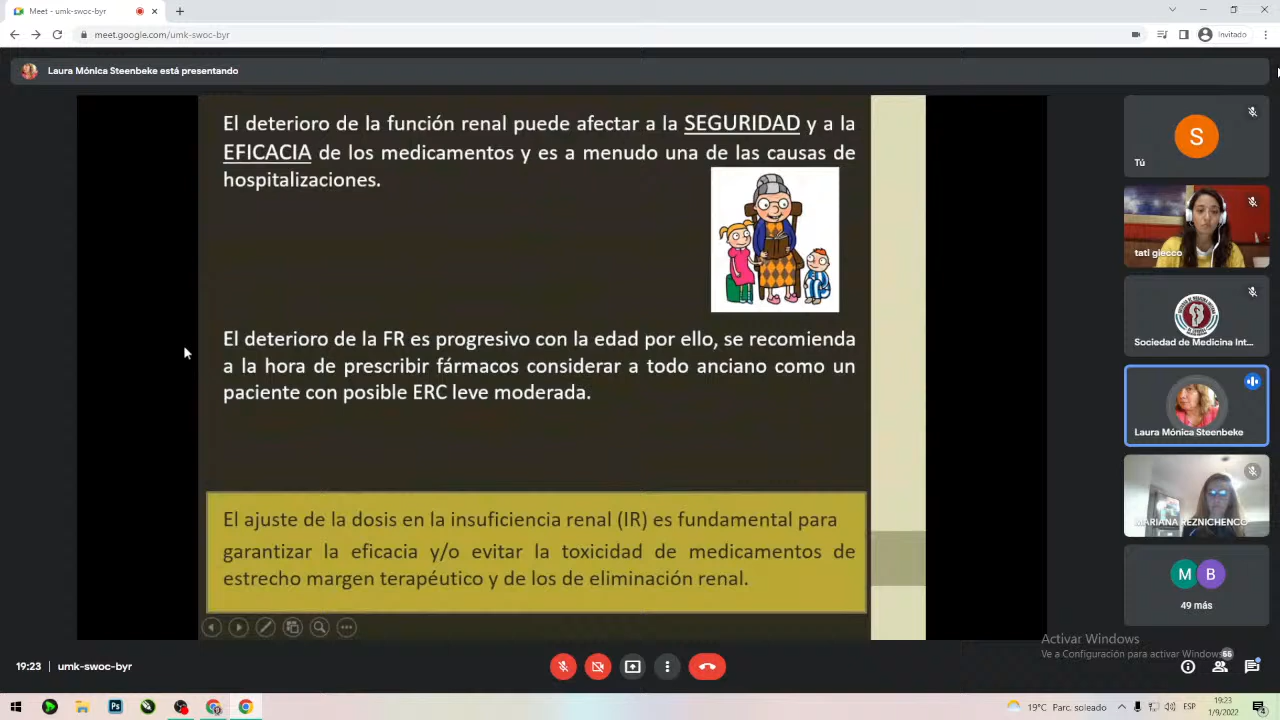 Meet - umk-swoc-byr
meet.google.com/umk-swoc-byr
Invitado
Laura Mónica Steenbeke está presentando
El deterioro de la función renal puede afectar a la SEGURIDAD y a la
EFICACIA de los medicamentos y es a menudo una de las causas de
hospitalizaciones.
El deterioro de la FR es progresivo con la edad por ello, se recomienda
a la hora de prescribir fármacos considerar a todo anciano como un
paciente con posible ERC leve moderada.
El ajuste de la dosis en la insuficiencia renal (IR) es fundamental para
garantizar la eficacia y/o evitar la toxicidad de medicamentos de
estrecho margen terapéutico y de los de eliminación renal.
S
Tú
tati giecco
Sociedad de Medicina Int...
Laura Mónica Steenbeke
MARIANA REZNICHENCO
M B
49 más
Activar Windows
Ve a Configuración para activar Windows.
66
19:23 | umk-swoc-byr
Ps
19°C Parc. soleado
ESP
19:23
1/9/2022
4